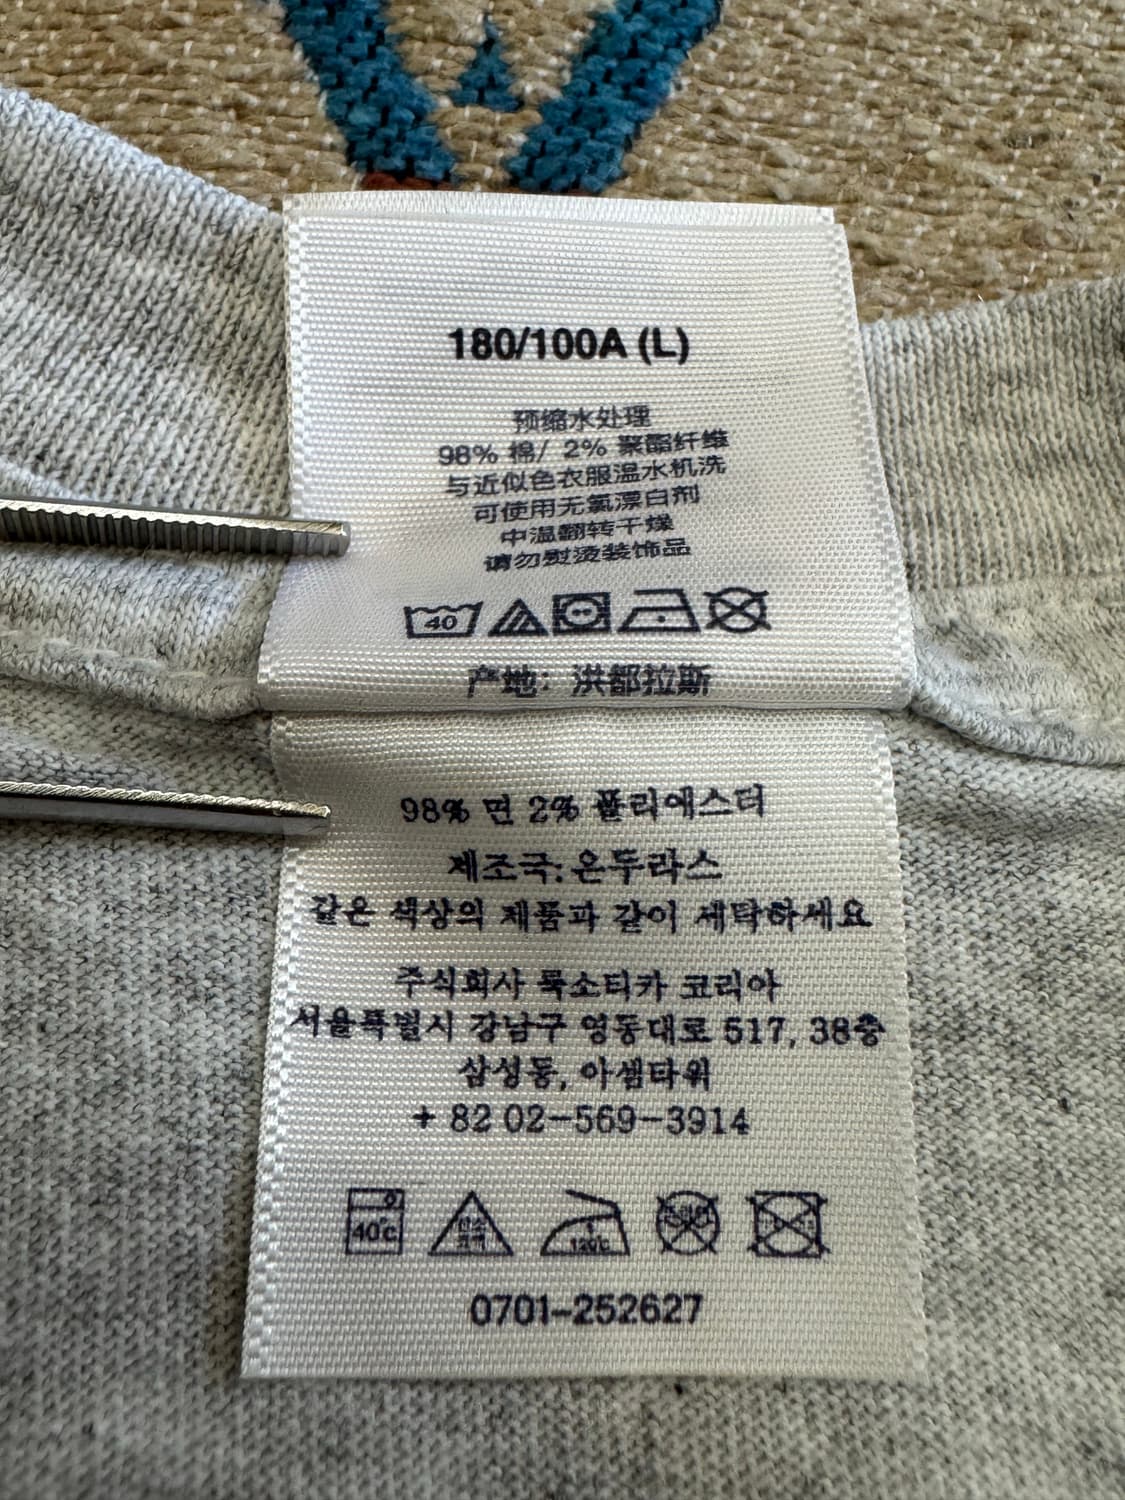 180/100A (L)
预缩水处理
98% 棉/ 2% 聚酯纤维
与近似色衣服温水机洗
可使用无氯漂白剂
中温翻转干燥
请勿熨烫装饰品
40
产地: 洪都拉斯
98% 면 2% 폴리에스터
제조국: 온두라스
같은 색상의 제품과 같이 세탁하세요
주식회사 룩소티카 코리아
서울특별시 강남구 영동대로 517, 38층
삼성동, 아셈타워
+ 82 02-569-3914
40℃
산소
표백
120℃
0701-252627